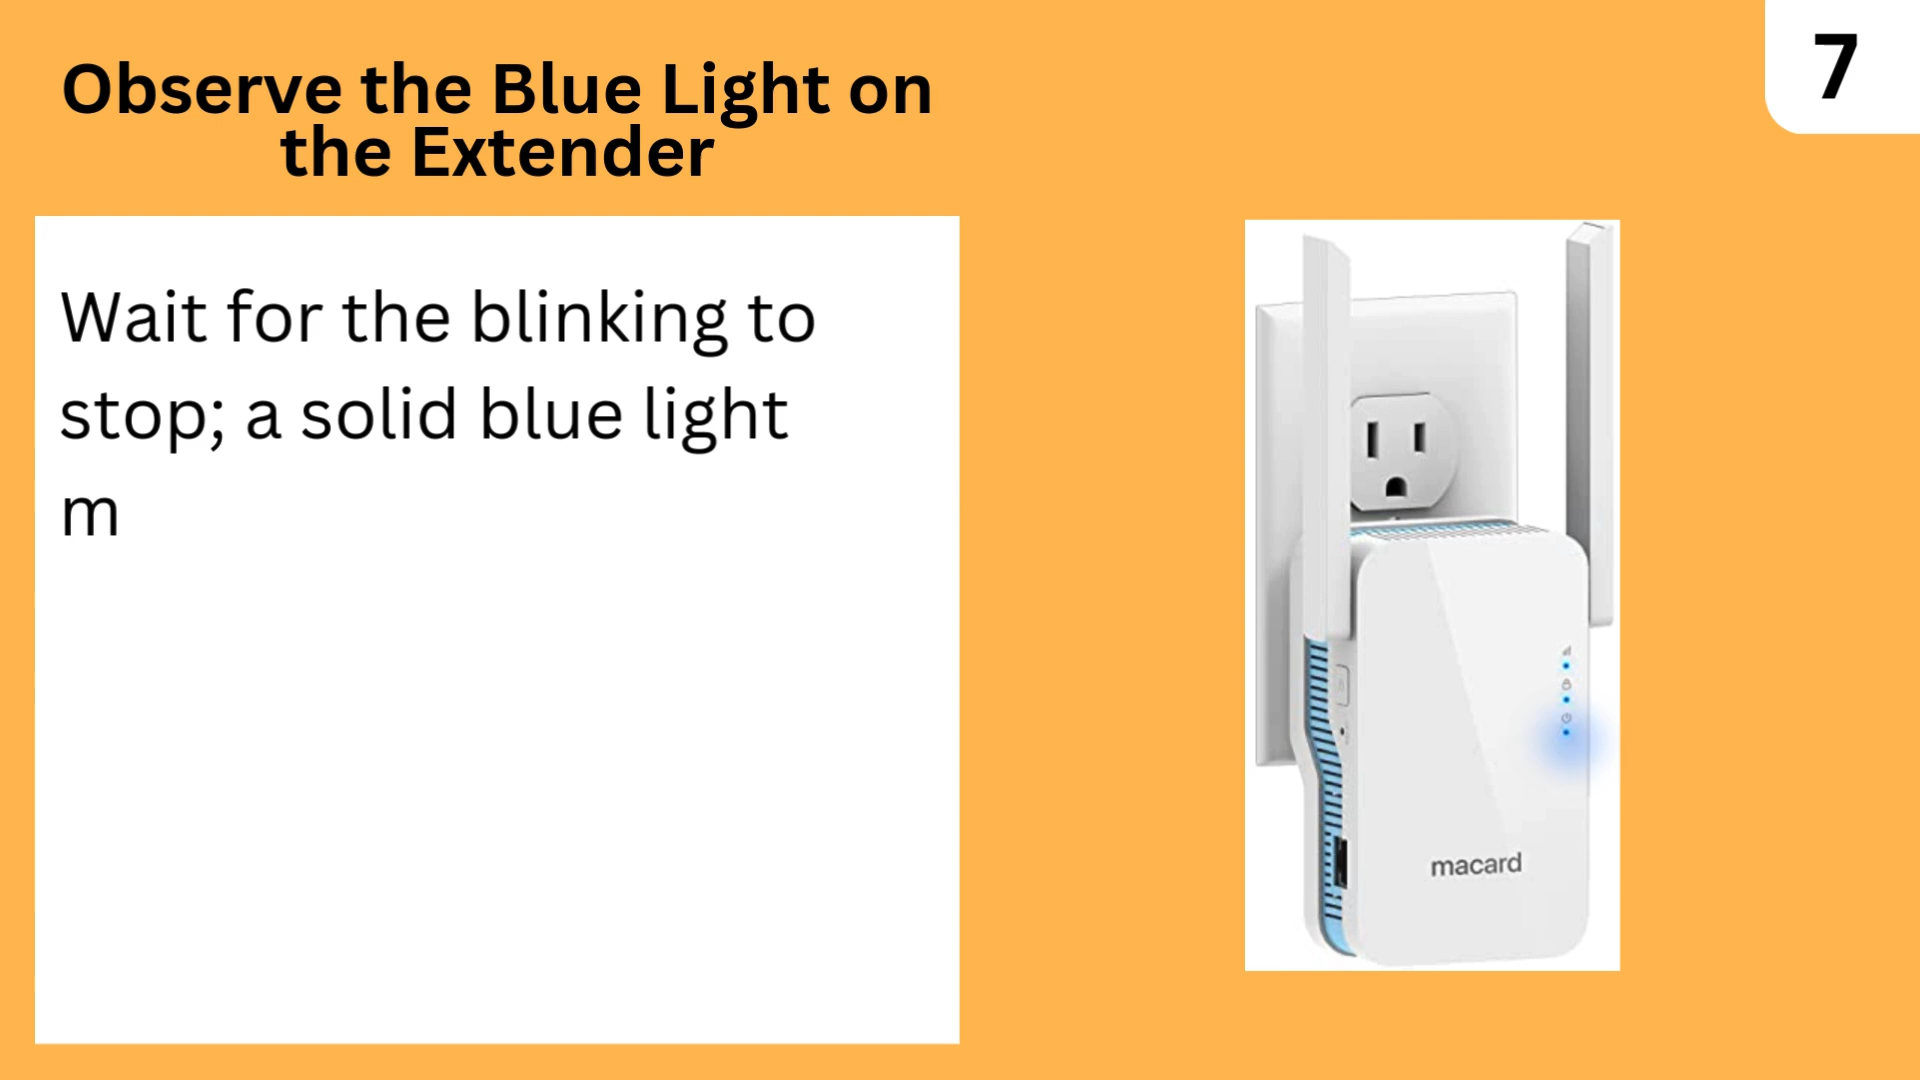 7
Observe the Blue Light on
the Extender
Wait for the blinking to
stop; a solid blue light
m
macard